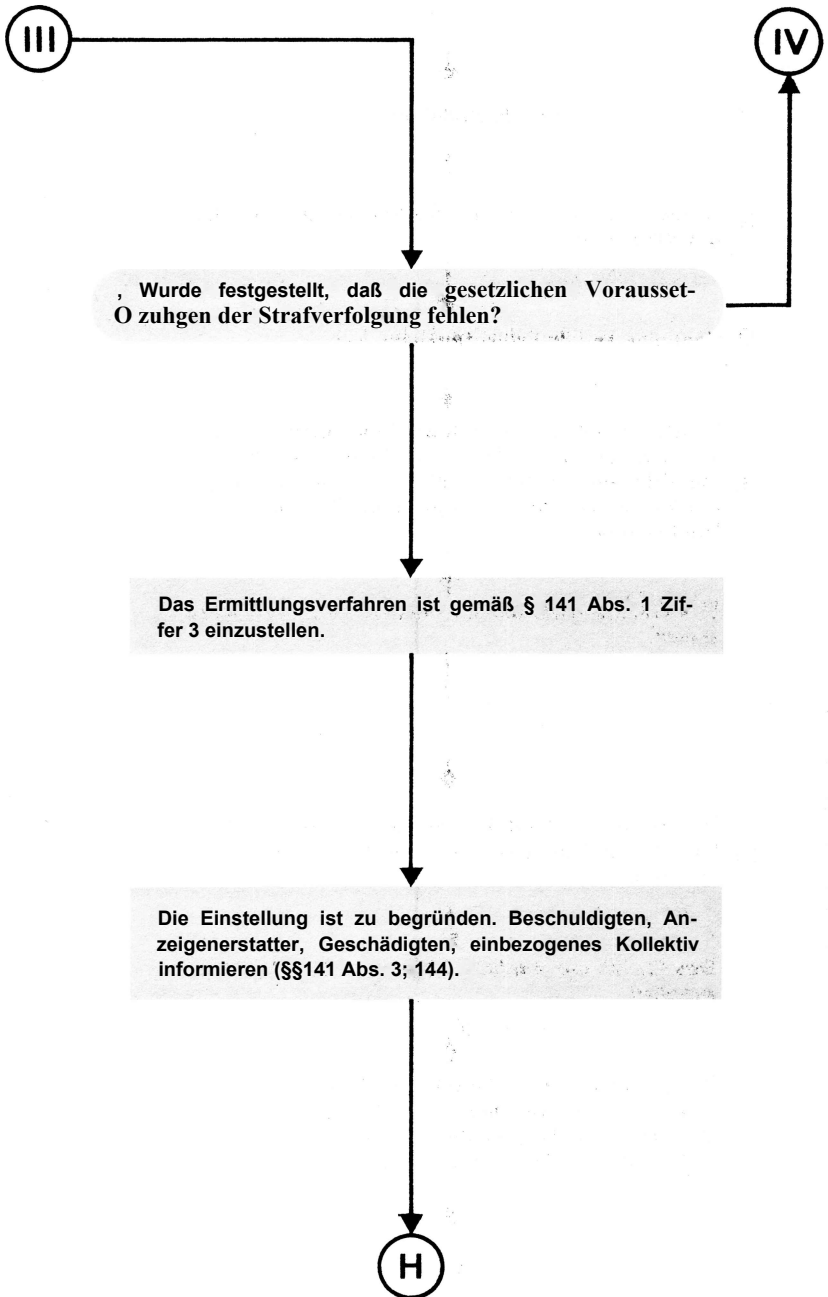 III
IV
, Wurde festgestellt, daß die gesetzlichen Vorausset-
O zuhgen der Strafverfolgung fehlen?
Das Ermittlungsverfahren ist gemäß § 141 Abs. 1 Zif-
fer 3 einzustellen.
Die Einstellung ist zu begründen. Beschuldigten, An-
zeigenerstatter, Geschädigten, einbezogenes Kollektiv
informieren (§§141 Abs. 3; 144).
H